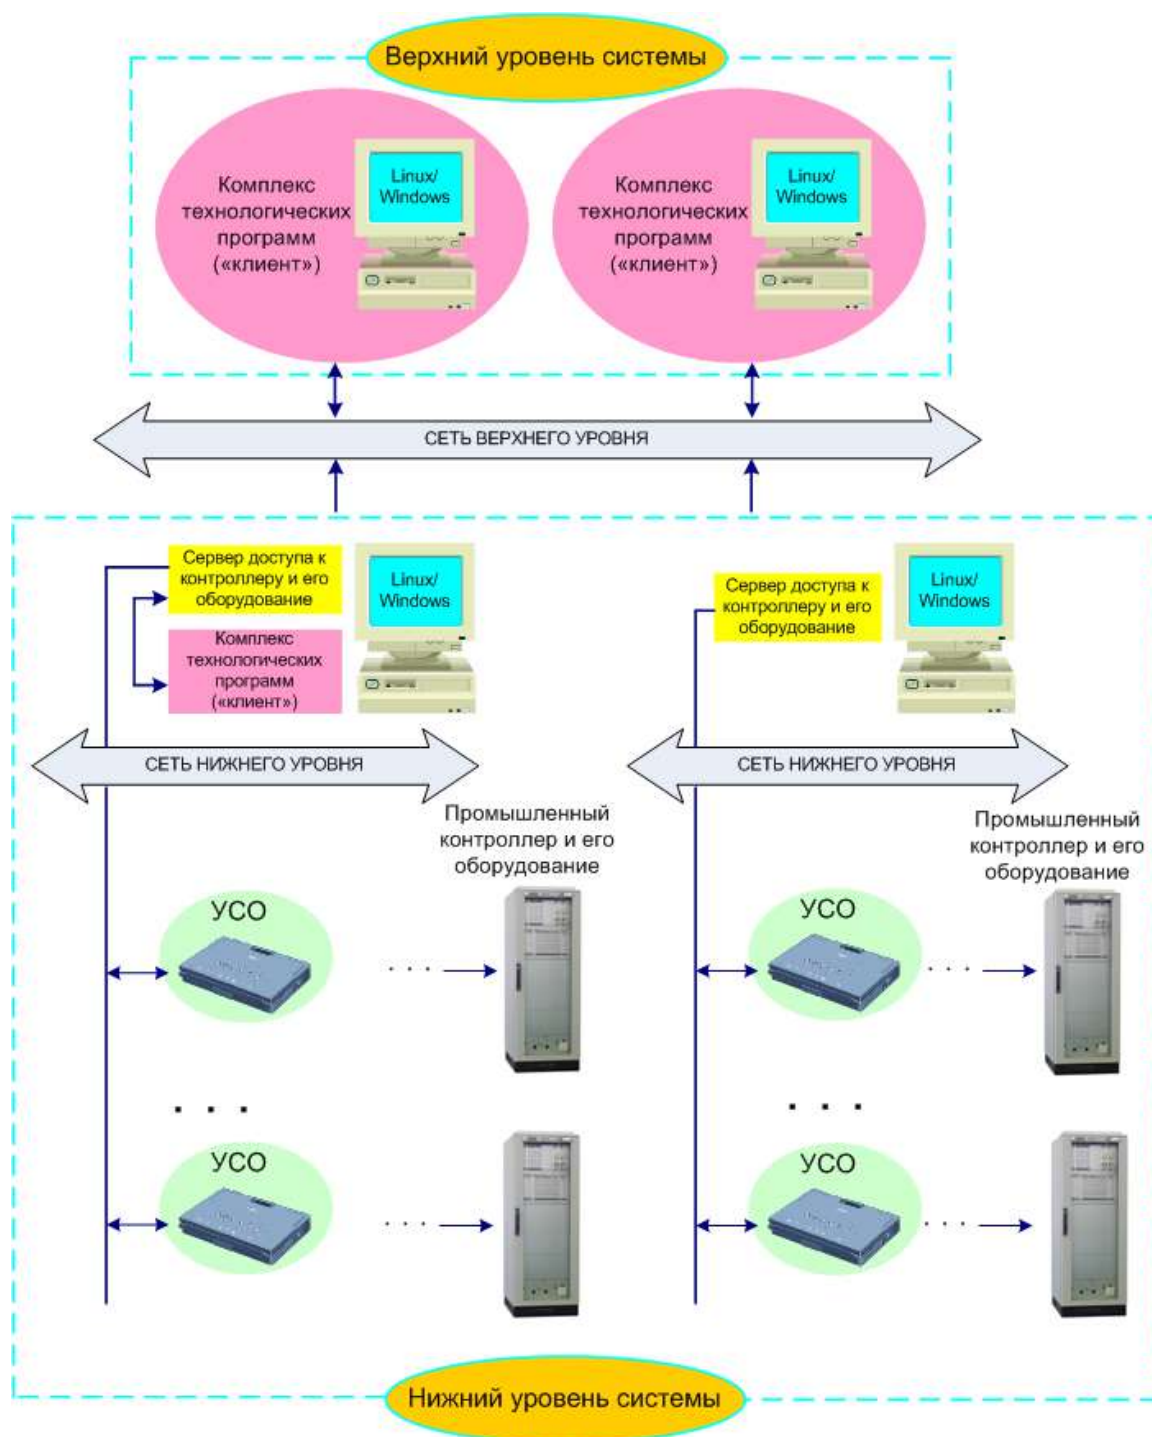 Верхний уровень системы
Комплекс
технологических
программ
(«клиент»)
Linux/
Windows
Комплекс
технологических
программ
(«клиент»)
Linux/
Windows
СЕТЬ ВЕРХНЕГО УРОВНЯ
Сервер доступа к
контроллеру и его
оборудование
Linux/
Windows
Комплекс
технологических
программ
(«клиент»)
Сервер доступа к
контроллеру и его
оборудование
Linux/
Windows
СЕТЬ НИЖНЕГО УРОВНЯ
СЕТЬ НИЖНЕГО УРОВНЯ
Промышленный
контроллер и его
оборудование
Промышленный
контроллер и его
оборудование
УСО
. . .
УСО
. . .
. . .
. . .
УСО
. . .
УСО
. . .
Нижний уровень системы